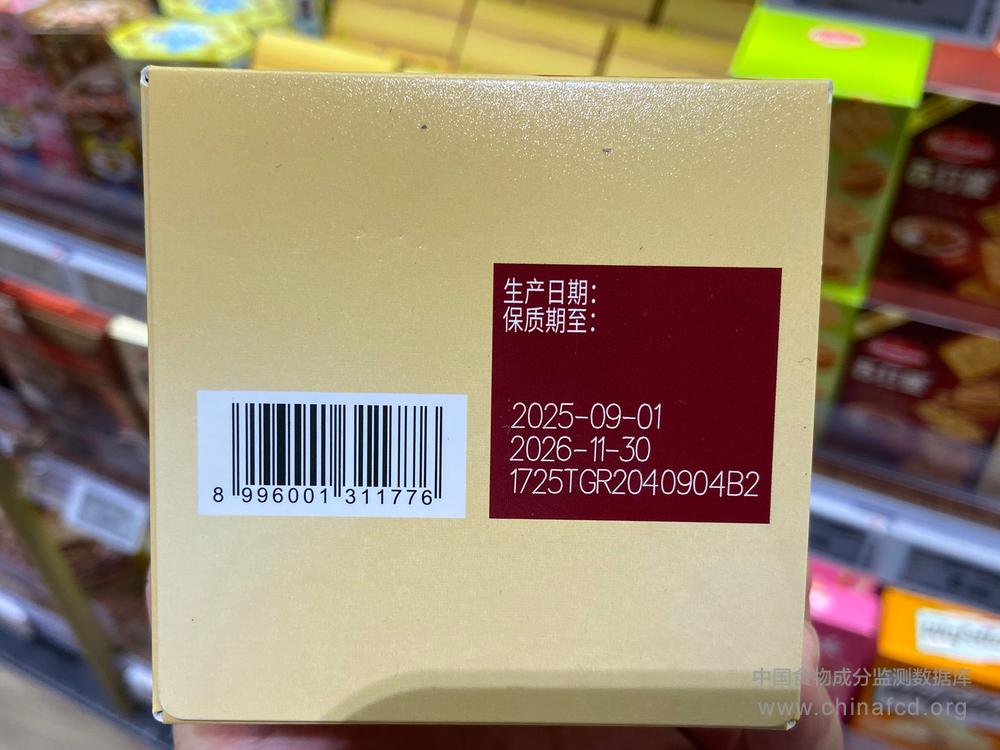 生产日期：
保质期至：
2025-09-01
2026-11-30
1725TGR2040904B2
8 996001 311776
中国食物成分监测数据库
www.chinafcd.org